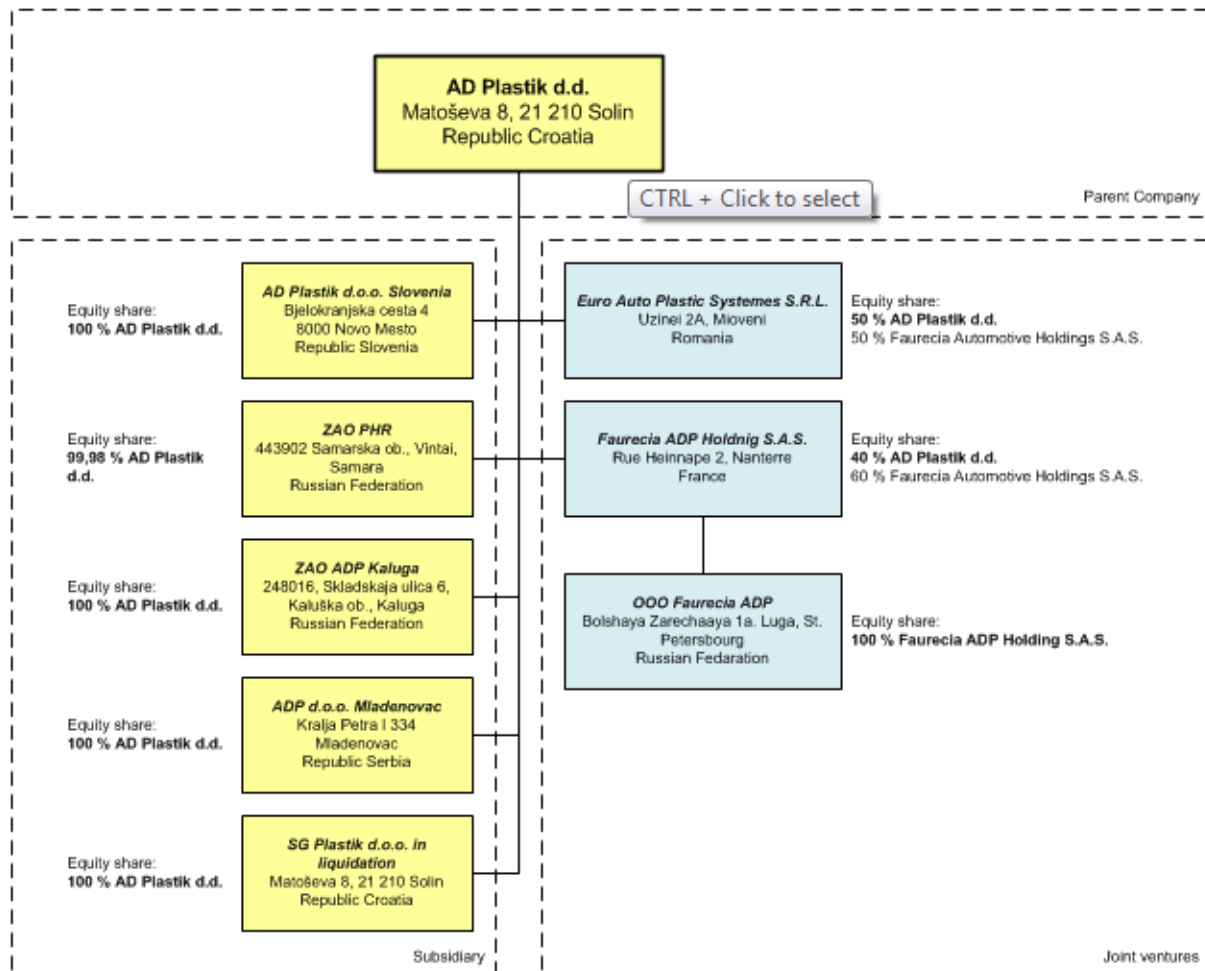 AD Plastik d.d.
Matoševa 8, 21 210 Solin
Republic Croatia
CTRL + Click to select
Parent Company
Equity share:
100 % AD Plastik d.d.
AD Plastik d.o.o. Slovenia
Bjelokranjska cesta 4
8000 Novo Mesto
Republic Slovenia
Euro Auto Plastic Systemes S.R.L.
Uzinei 2A, Mioveni
Romania
Equity share:
50 % AD Plastik d.d.
50 % Faurecia Automotive Holdings S.A.S.
Equity share:
99,98 % AD Plastik
d.d.
ZAO PHR
443902 Samarska ob., Vintai,
Samara
Russian Federation
Faurecia ADP Holdnig S.A.S.
Rue Heinnape 2, Nanterre
France
Equity share:
40 % AD Plastik d.d.
60 % Faurecia Automotive Holdings S.A.S.
Equity share:
100 % AD Plastik d.d.
ZAO ADP Kaluga
248016, Skladskaja ulica 6,
Kaluška ob., Kaluga
Russian Federation
OOO Faurecia ADP
Bolshaya Zarechaaya 1a. Luga, St.
Petersbourg
Russian Fedaration
Equity share:
100 % Faurecia ADP Holding S.A.S.
Equity share:
100 % AD Plastik d.d.
ADP d.o.o. Mladenovac
Kralja Petra I 334
Mladenovac
Republic Serbia
Equity share:
100 % AD Plastik d.d.
SG Plastik d.o.o. in
liquidation
Matoševa 8, 21 210 Solin
Republic Croatia
Subsidiary
Joint ventures